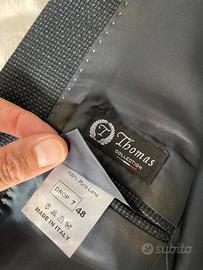 T
Thomas
COLLECTION
100% Pura Lana
DROP 7
48
MADE IN ITALY
subito